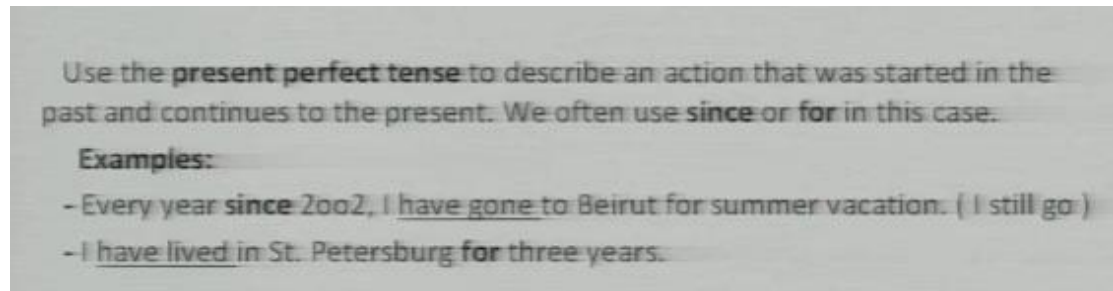 Use the present perfect tense to describe an action that was started in the
past and continues to the present. We often use since or for in this case.
Examples:
- Every year since 2oo2, I have gone to Beirut for summer vacation. ( I still go )
- I have lived in St. Petersburg for three years.